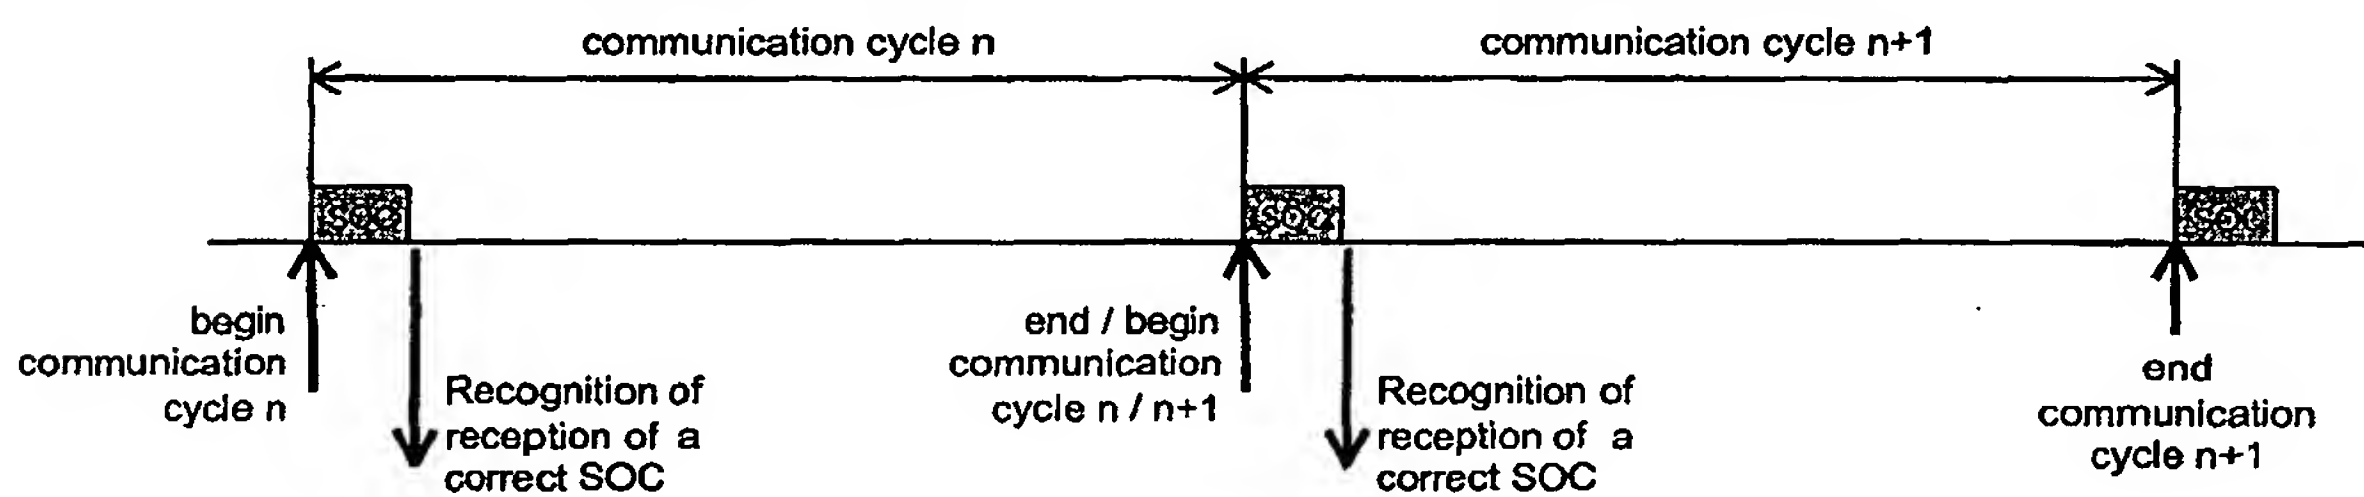 communication cycle n
communication cycle n+1
SOC
SOC
SOC
begin
communication
cycle n
Recognition of
reception of a
correct SOC
end / begin
communication
cycle n / n+1
Recognition of
reception of a
correct SOC
end
communication
cycle n+1